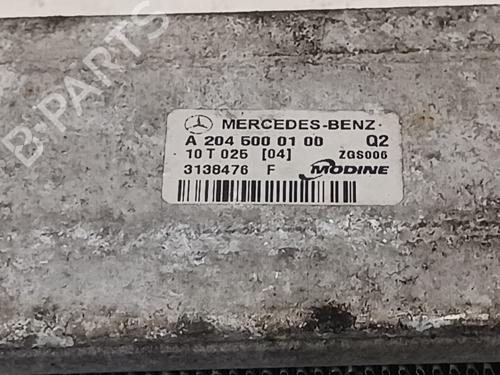 B-PARTS
MERCEDES-BENZ
A 204 500 01 00 Q2
10 T 025 [04] ZGS006
3138476 F MODINE